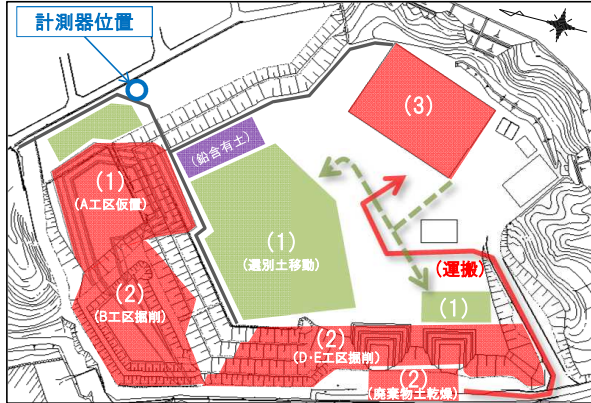 計測器位置
(3)
(鉛含有土)
(1)
(A工区仮置)
(1)
(選別土移動)
(運搬)
(2)
(B工区掘削)
(1)
(2)
(D・E工区掘削)
(2)
(廃棄物土乾燥)